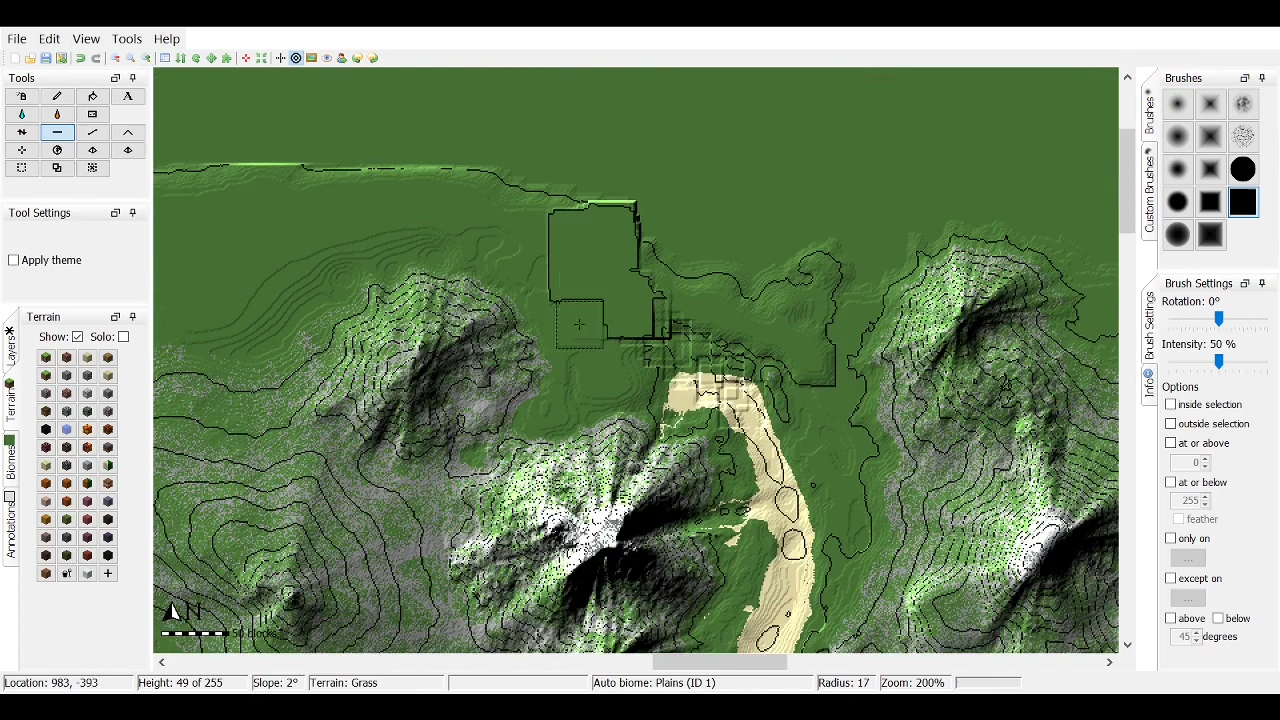 File Edit View Tools Help
Tools
A
Tool Settings
Apply theme
Terrain
Show: Solo:
Layers
Terrain
Biomes
Annotations
N
50 blocks
Brushes
Brushes
Custom Brushes
Brush Settings
Brush Settings
Info
Rotation: 0°
Intensity: 50 %
Options
inside selection
outside selection
at or above
0
at or below
255
feather
only on
...
except on
...
above below
45 degrees
Location: 983, -393 Height: 49 of 255 Slope: 2° Terrain: Grass Auto biome: Plains (ID 1) Radius: 17 Zoom: 200%